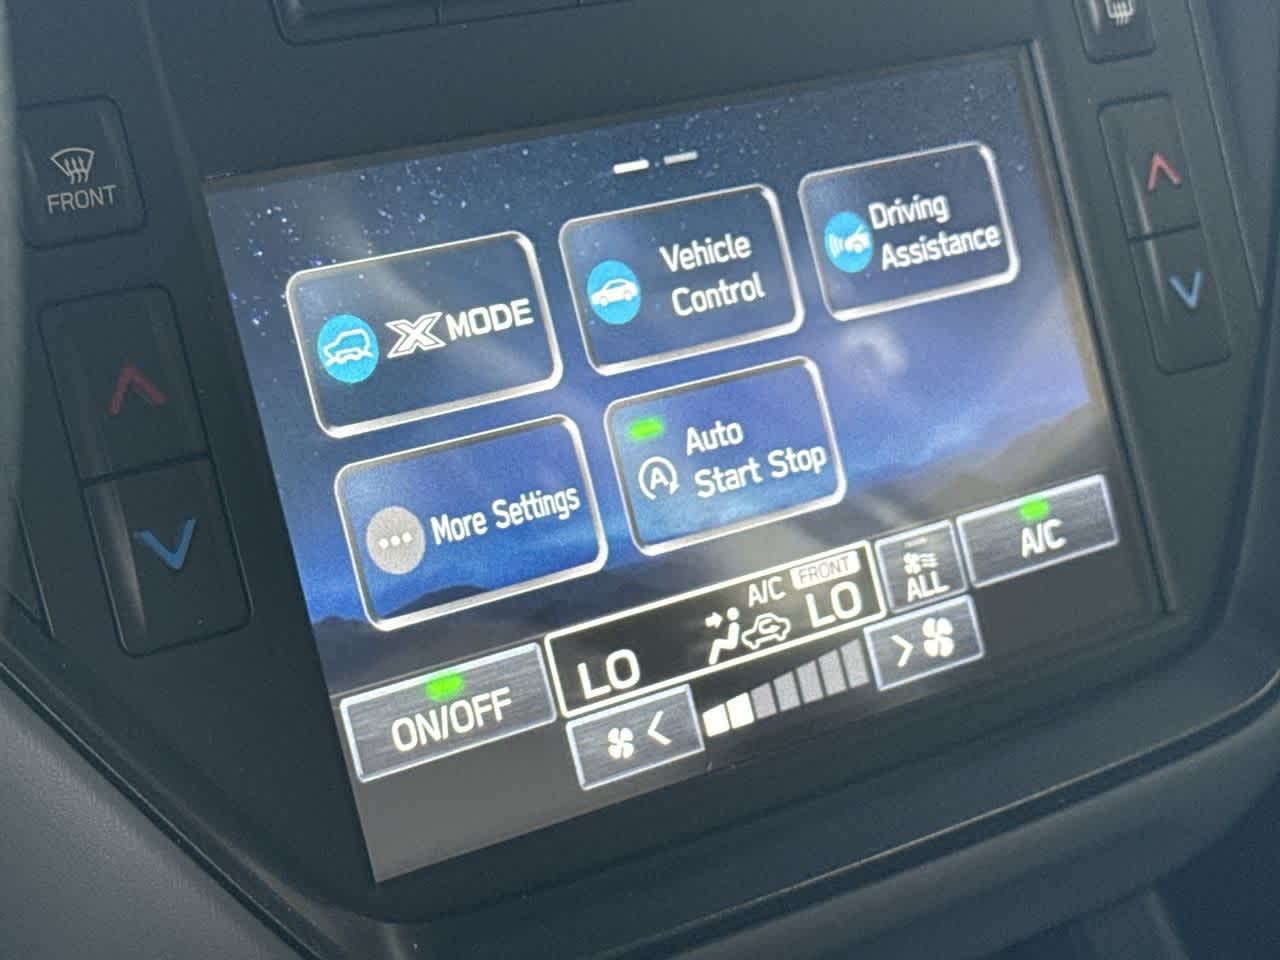 FRONT
X MODE
Vehicle
Control
Driving
Assistance
More Settings
A
Auto
Start Stop
ON/OFF
LO
A/C
FRONT
LO
ALL
A/C